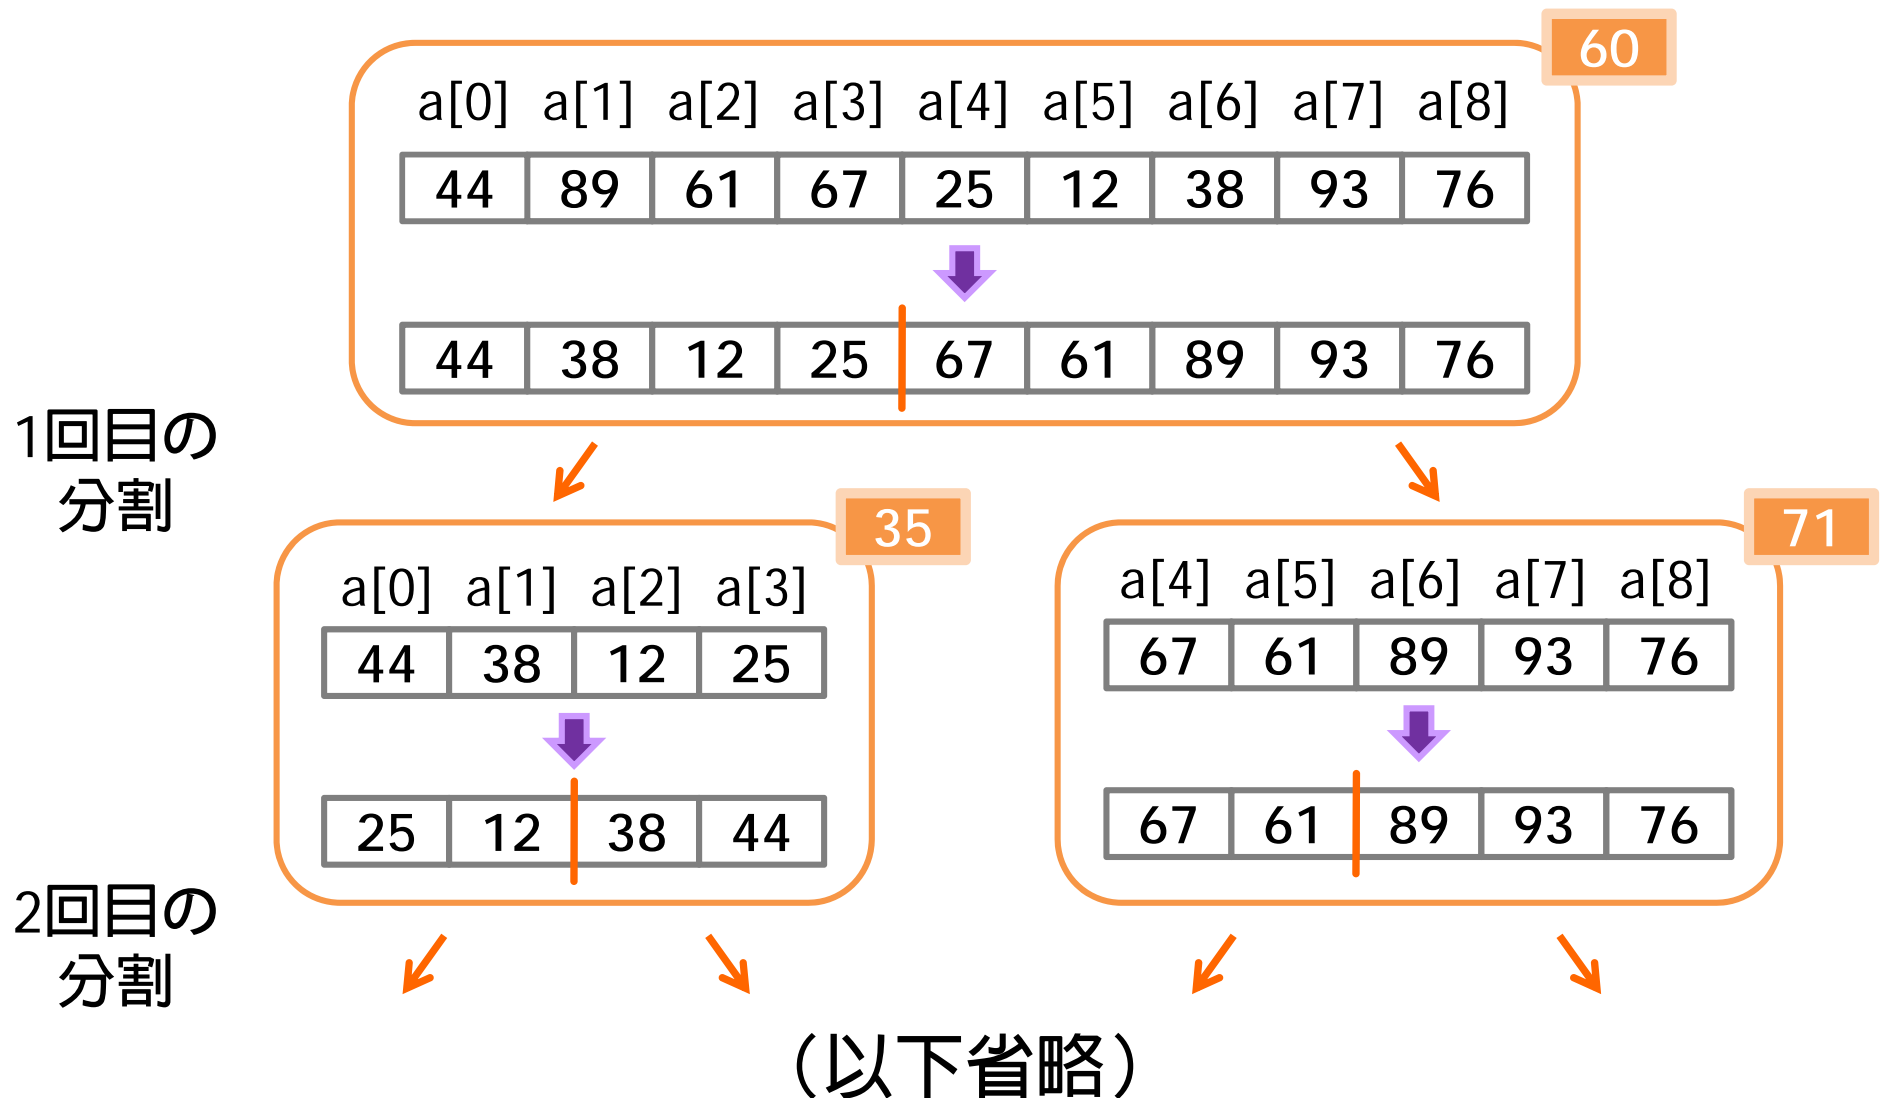 60
a[0] a[1] a[2] a[3] a[4] a[5] a[6] a[7] a[8]
44 89 61 67 25 12 38 93 76
44 38 12 25 67 61 89 93 76
1回目の
分割
35
a[0] a[1] a[2] a[3]
44 38 12 25
25 12 38 44
71
a[4] a[5] a[6] a[7] a[8]
67 61 89 93 76
67 61 89 93 76
2回目の
分割
（以下省略）